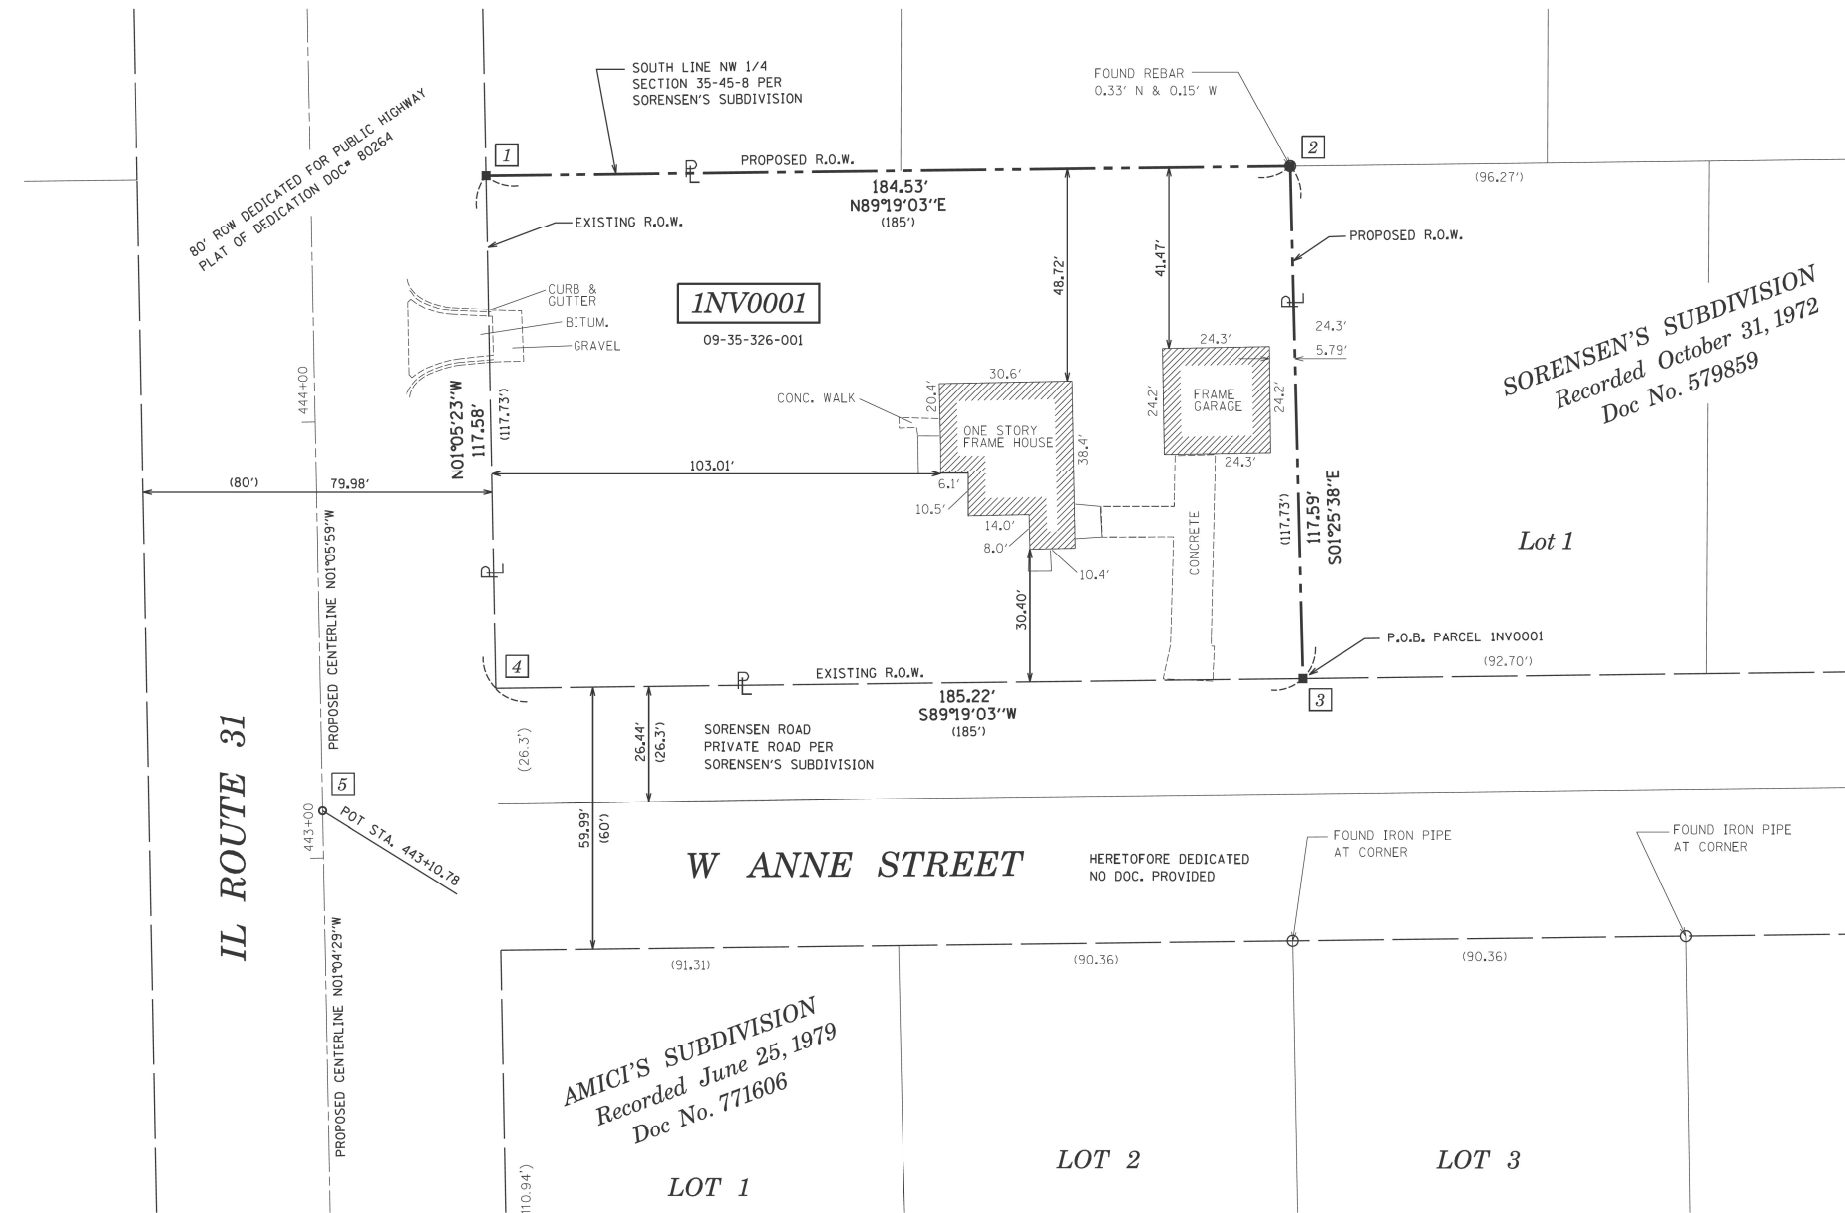 SOUTH LINE NW 1/4
SECTION 35-45-8 PER
SORENSEN'S SUBDIVISION
FOUND REBAR
0.33' N & 0.15' W
80' ROW DEDICATED FOR PUBLIC HIGHWAY
PLAT OF DEDICATION DOC# 80264
1
PROPOSED R.O.W.
PL
2
184.53'
N89°19'03"E
(185')
(96.27')
EXISTING R.O.W.
PROPOSED R.O.W.
48.72'
41.47'
CURB &
GUTTER
BITUM.
GRAVEL
1NV0001
09-35-326-001
PL
24.3'
5.79'
SORENSEN'S SUBDIVISION
Recorded October 31, 1972
Doc No. 579859
444+00
N01°05'23"W
117.58'
(117.73')
CONC. WALK
20.4'
30.6'
ONE STORY
FRAME HOUSE
38.4'
24.3'
24.2'
FRAME
GARAGE
24.2'
24.3'
103.01'
6.1'
10.5'
14.0'
8.0'
10.4'
(80')
79.98'
PROPOSED CENTERLINE N01°05'59"W
CONCRETE
(117.73')
117.59'
S01°25'38"E
Lot 1
PL
30.40'
P.O.B. PARCEL 1NV0001
(92.70')
4
EXISTING R.O.W.
PL
185.22'
S89°19'03"W
(185')
3
(26.3')
26.44'
(26.3')
SORENSEN ROAD
PRIVATE ROAD PER
SORENSEN'S SUBDIVISION
IL ROUTE 31
5
443+00
POT STA. 443+10.78
59.99'
(60')
W ANNE STREET
HERETOFORE DEDICATED
NO DOC. PROVIDED
FOUND IRON PIPE
AT CORNER
FOUND IRON PIPE
AT CORNER
PROPOSED CENTERLINE N01°04'29"W
(91.31)
(90.36)
(90.36)
AMICI'S SUBDIVISION
Recorded June 25, 1979
Doc No. 771606
110.94')
LOT 1
LOT 2
LOT 3